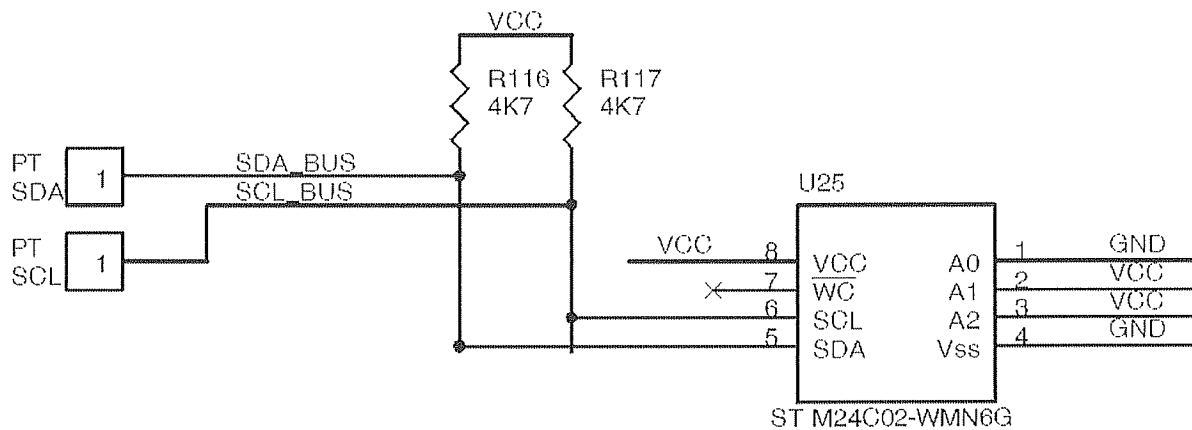 VCC
R116
4K7
R117
4K7
PT
SDA
1
SDA_BUS
SCL_BUS
PT
SCL
1
U25
VCC
8
VCC
A0
1
GND
7
WC
A1
2
VCC
6
SCL
A2
3
VCC
5
SDA
Vss
4
GND
ST M24C02-WMN6G